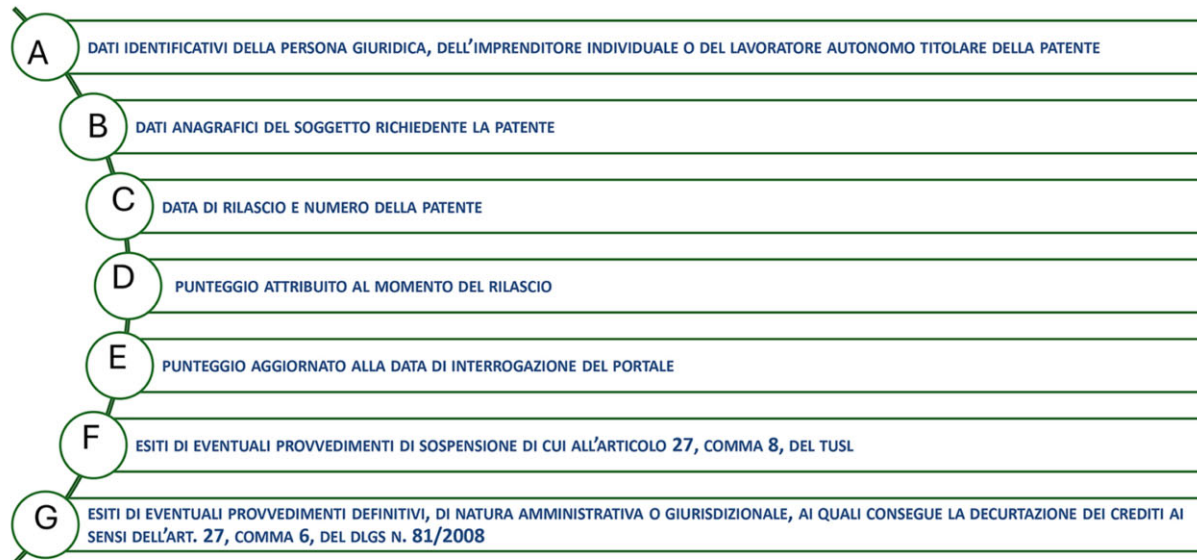 A DATI IDENTIFICATIVI DELLA PERSONA GIURIDICA, DELL'IMPRENDITORE INDIVIDUALE O DEL LAVORATORE AUTONOMO TITOLARE DELLA PATENTE
B DATI ANAGRAFICI DEL SOGGETTO RICHIEDENTE LA PATENTE
C DATA DI RILASCIO E NUMERO DELLA PATENTE
D PUNTEGGIO ATTRIBUITO AL MOMENTO DEL RILASCIO
E PUNTEGGIO AGGIORNATO ALLA DATA DI INTERROGAZIONE DEL PORTALE
F ESITI DI EVENTUALI PROVVEDIMENTI DI SOSPENSIONE DI CUI ALL'ARTICOLO 27, COMMA 8, DEL TUSL
G ESITI DI EVENTUALI PROVVEDIMENTI DEFINITIVI, DI NATURA AMMINISTRATIVA O GIURISDIZIONALE, AI QUALI CONSEGUE LA DECURTAZIONE DEI CREDITI AI
SENSI DELL'ART. 27, COMMA 6, DEL DLGS N. 81/2008